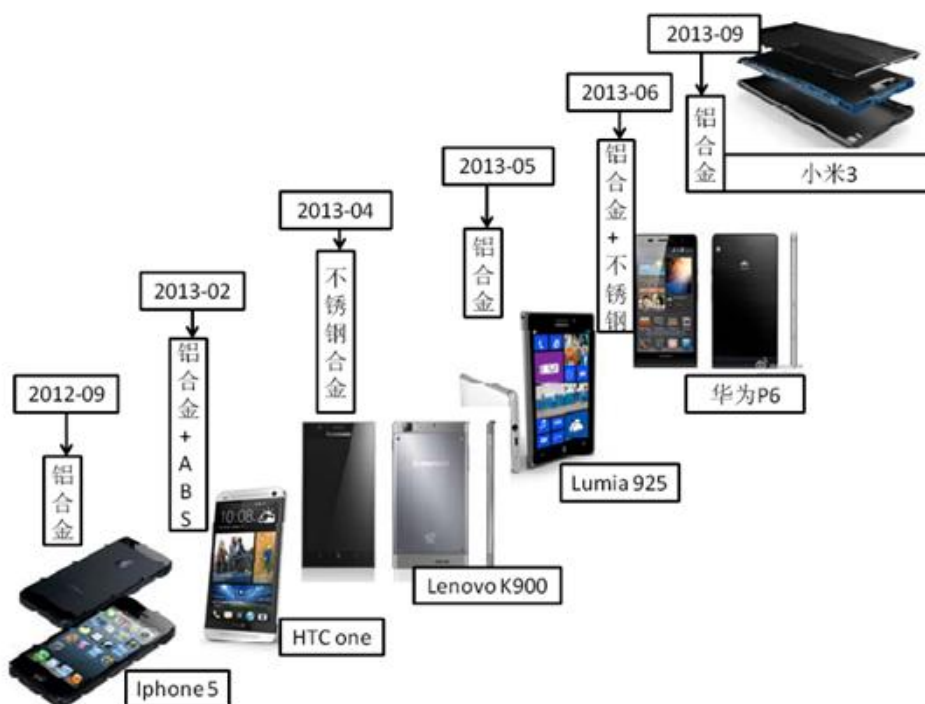 2012-09
铝合金
Iphone 5
2013-02
铝合金+ABS
HTC one
10:08
2013-04
不锈钢合金
Lenovo K900
2013-05
铝合金
Lumia 925
2013-06
铝合金+不锈钢
华为P6
2013-09
铝合金
小米3